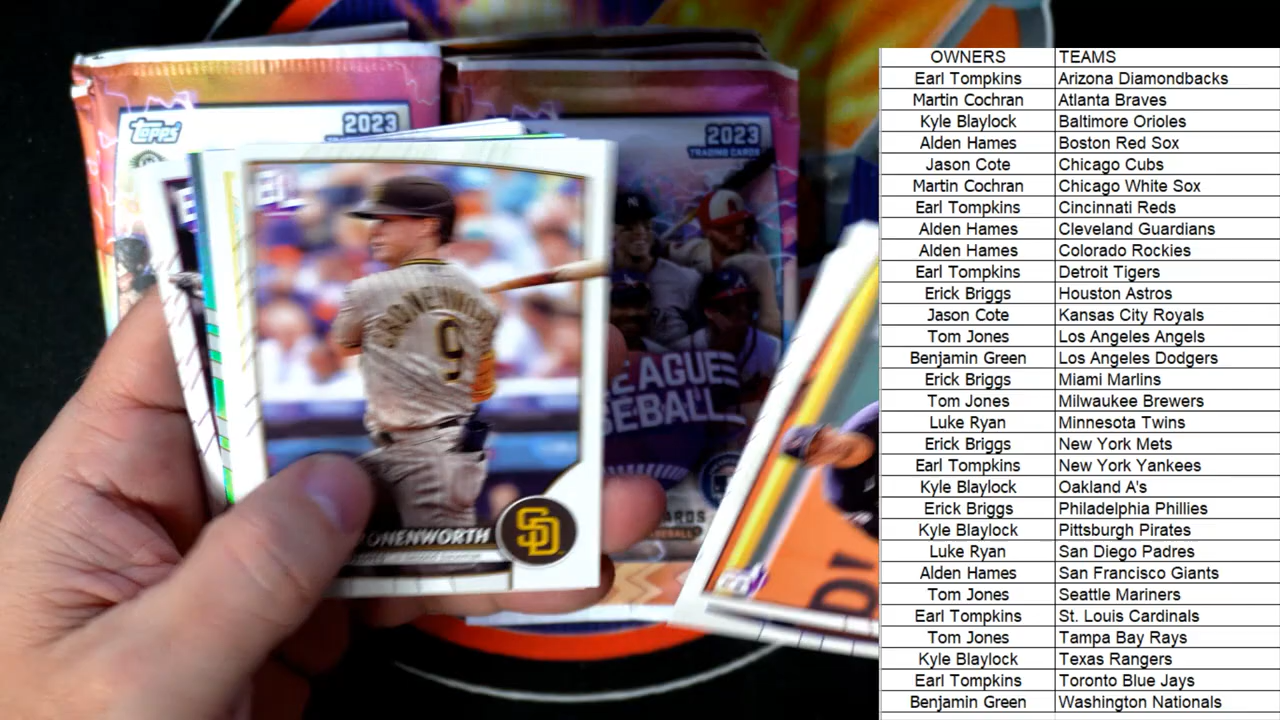 Topps
2023
2023
TRADING CARDS
CRONENWORTH
9
LEAGUE
BASEBALL
ONENWORTH
SD
OWNERS TEAMS
Earl Tompkins Arizona Diamondbacks
Martin Cochran Atlanta Braves
Kyle Blaylock Baltimore Orioles
Alden Hames Boston Red Sox
Jason Cote Chicago Cubs
Martin Cochran Chicago White Sox
Earl Tompkins Cincinnati Reds
Alden Hames Cleveland Guardians
Alden Hames Colorado Rockies
Earl Tompkins Detroit Tigers
Erick Briggs Houston Astros
Jason Cote Kansas City Royals
Tom Jones Los Angeles Angels
Benjamin Green Los Angeles Dodgers
Erick Briggs Miami Marlins
Tom Jones Milwaukee Brewers
Luke Ryan Minnesota Twins
Erick Briggs New York Mets
Earl Tompkins New York Yankees
Kyle Blaylock Oakland A's
Erick Briggs Philadelphia Phillies
Kyle Blaylock Pittsburgh Pirates
Luke Ryan San Diego Padres
Alden Hames San Francisco Giants
Tom Jones Seattle Mariners
Earl Tompkins St. Louis Cardinals
Tom Jones Tampa Bay Rays
Kyle Blaylock Texas Rangers
Earl Tompkins Toronto Blue Jays
Benjamin Green Washington Nationals